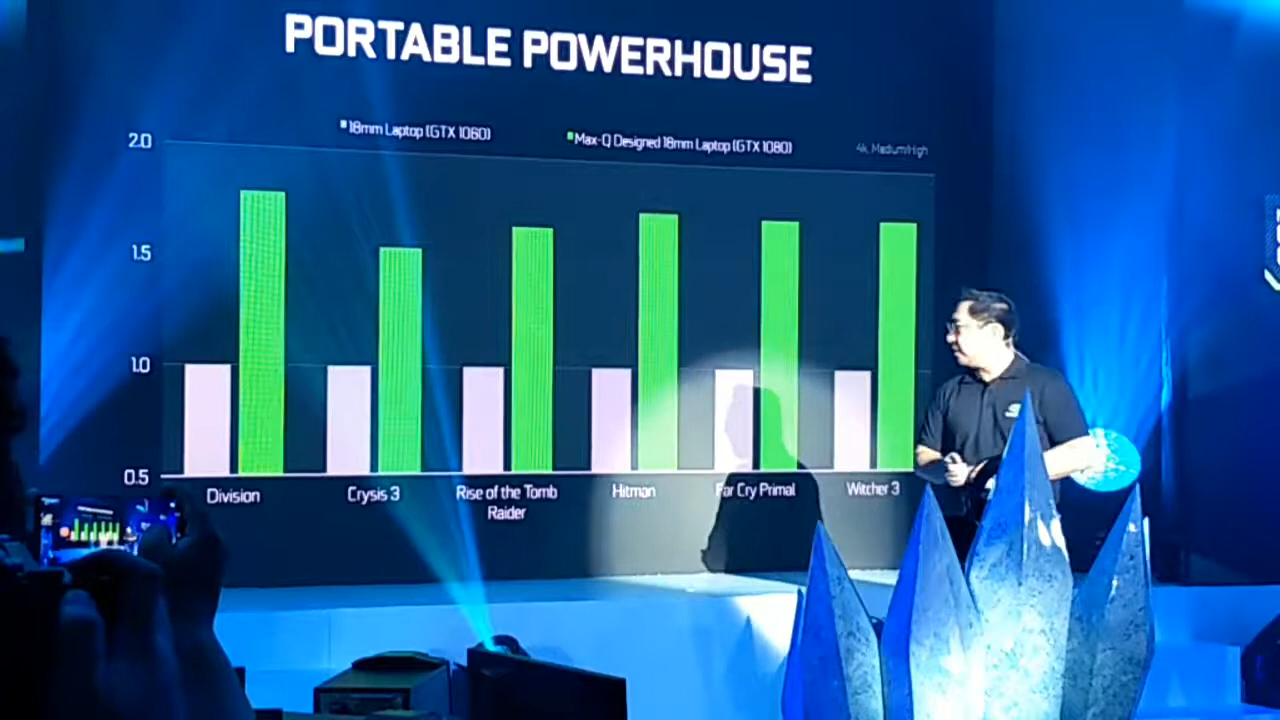 PORTABLE POWERHOUSE
18mm Laptop (GTX 1060)
Max-Q Designed 18mm Laptop (GTX 1080)
4k, Medium/High
2.0
1.5
1.0
0.5
Division
Crysis 3
Rise of the Tomb
Raider
Hitman
Far Cry Primal
Witcher 3